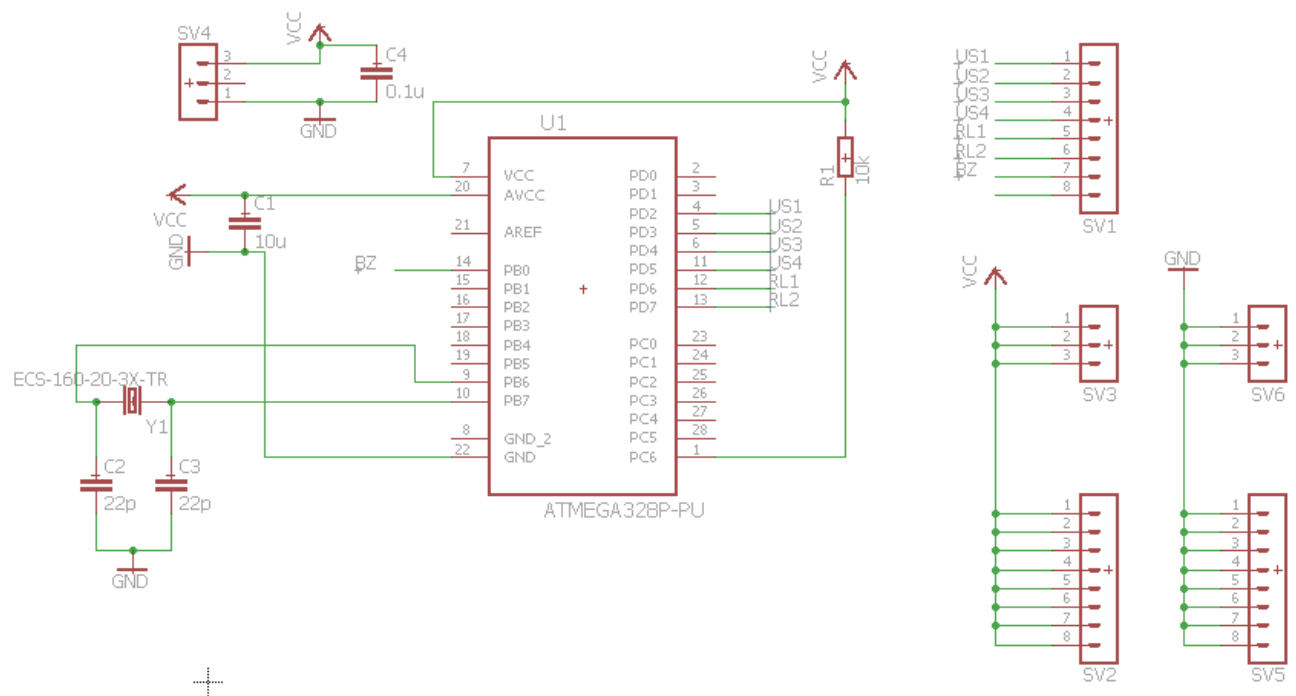 SV4
3
2
1
VCC
C4
0.1u
GND
VCC
R1
10k
US1
US2
US3
US4
RL1
RL2
BZ
1
2
3
4
5
6
7
8
SV1
U1
7 VCC
20 AVCC
21 AREF
14 PB0
15 PB1
16 PB2
17 PB3
18 PB4
19 PB5
9 PB6
10 PB7
8 GND_2
22 GND
PD0 2
PD1 3
PD2 4 US1
PD3 5 US2
PD4 6 US3
PD5 11 US4
PD6 12 RL1
PD7 13 RL2
PC0 23
PC1 24
PC2 25
PC3 26
PC4 27
PC5 28
PC6 1
ATMEGA328P-PU
VCC
C1
10u
GND
BZ
ECS-160-20-3X-TR
Y1
C2
22p
C3
22p
GND
VCC
1
2
3
SV3
1
2
3
4
5
6
7
8
SV2
GND
1
2
3
SV6
1
2
3
4
5
6
7
8
SV5